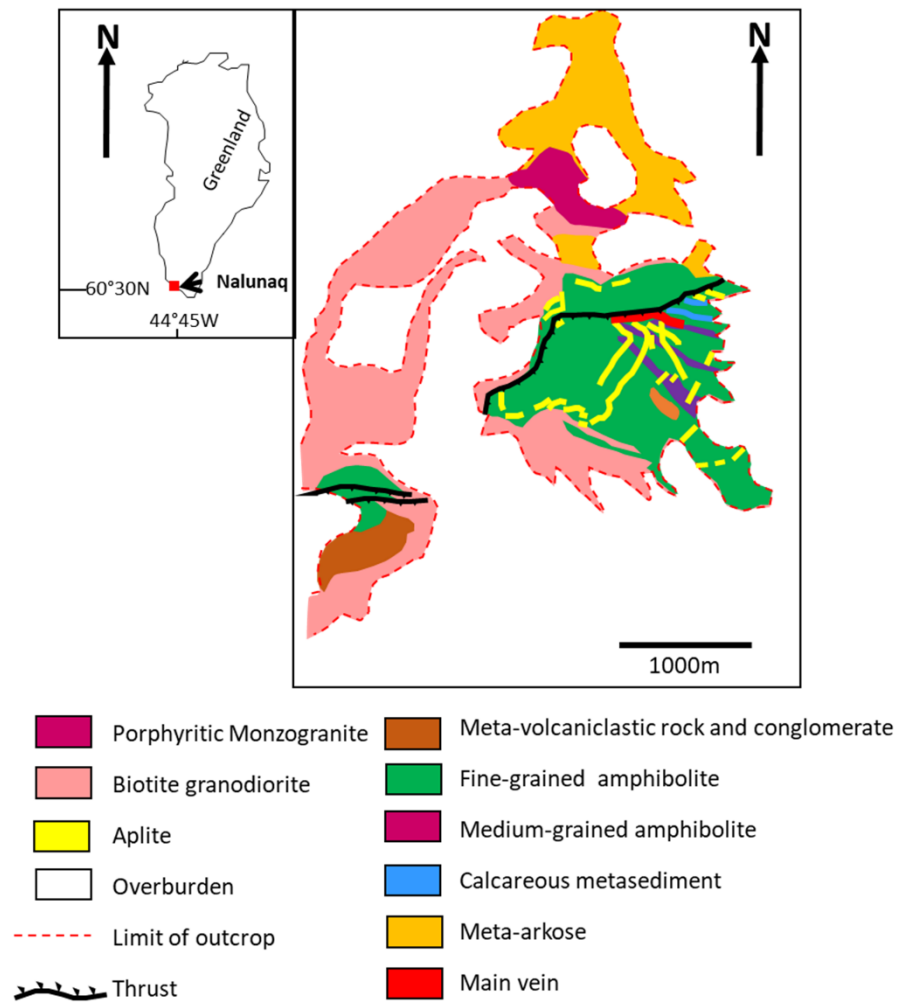 N
N
Greenland
60°30N
Nalunaq
44°45W
1000m
Porphyritic Monzogranite
Biotite granodiorite
Aplite
Overburden
Limit of outcrop
Thrust
Meta-volcaniclastic rock and conglomerate
Fine-grained amphibolite
Medium-grained amphibolite
Calcareous metasediment
Meta-arkose
Main vein